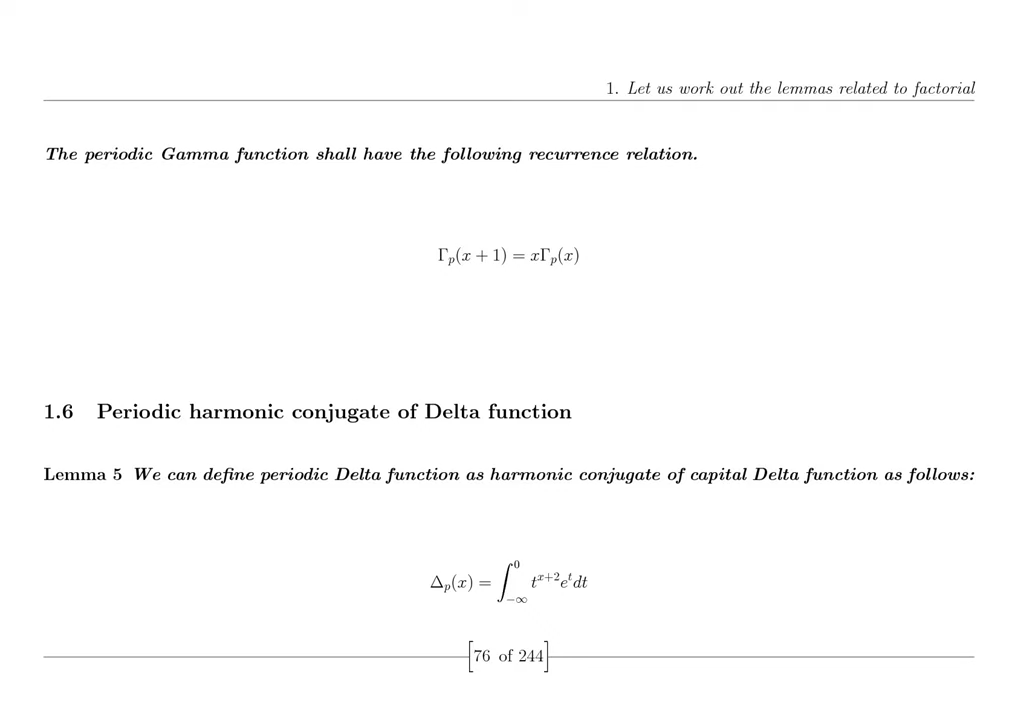 1. Let us work out the lemmas related to factorial
The periodic Gamma function shall have the following recurrence relation.
Γₚ(x + 1) = xΓₚ(x)
1.6 Periodic harmonic conjugate of Delta function
Lemma 5 We can define periodic Delta function as harmonic conjugate of capital Delta function as follows:
Δₚ(x) = ∫_{−∞}^{0} t^{x+2}e^{t}dt
[76 of 244]